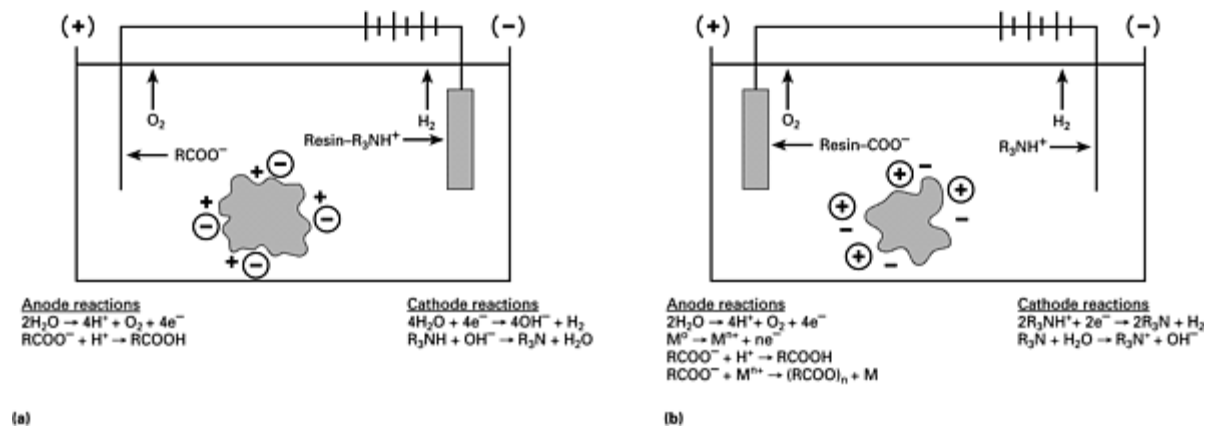 (+)
(−)
O₂
H₂
Resin–R₃NH⁺
RCOO⁻
+ −
+ −
+ −
+ −
Anode reactions
2H₂O → 4H⁺ + O₂ + 4e⁻
RCOO⁻ + H⁺ → RCOOH
Cathode reactions
4H₂O + 4e⁻ → 4OH⁻ + H₂
R₃NH + OH⁻ → R₃N + H₂O
(a)
(+)
(−)
O₂
H₂
Resin–COO⁻
R₃NH⁺
+ −
+ −
+ −
+ −
Anode reactions
2H₂O → 4H⁺ + O₂ + 4e⁻
M⁰ → Mⁿ⁺ + ne⁻
RCOO⁻ + H⁺ → RCOOH
RCOO⁻ + Mⁿ⁺ → (RCOO)ₙ + M
Cathode reactions
2R₃NH⁺ + 2e⁻ → 2R₃N + H₂
R₃N + H₂O → R₃N⁺ + OH⁻
(b)